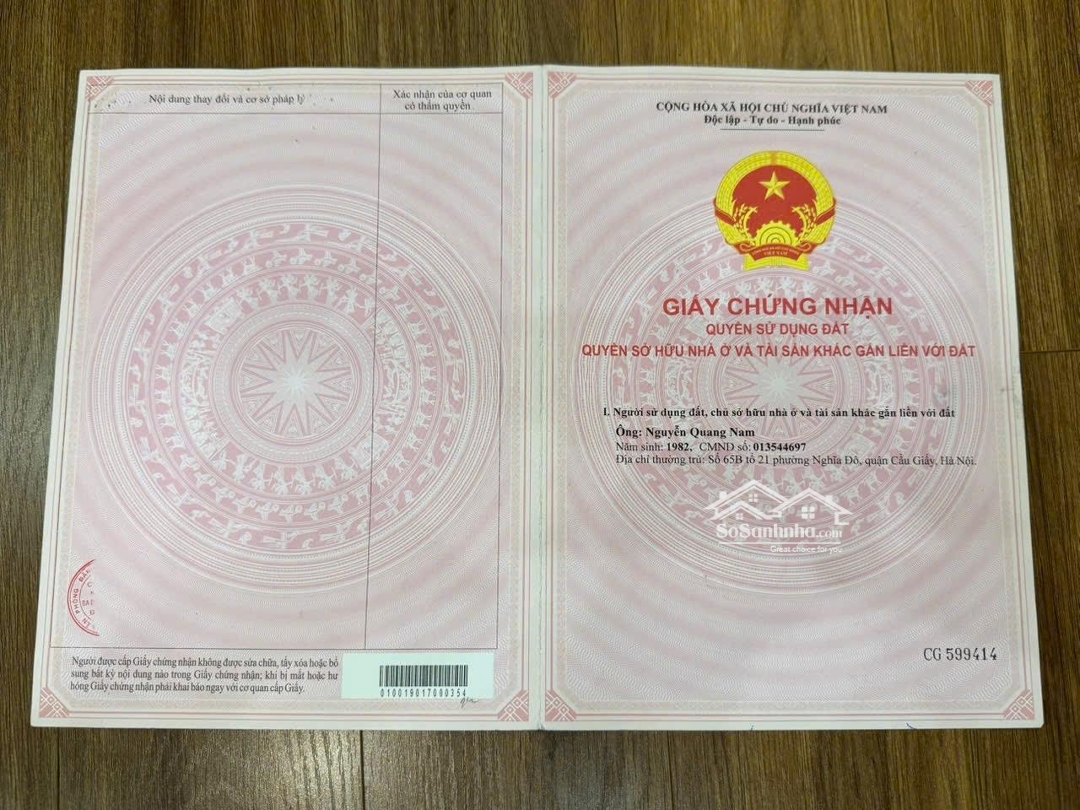 Nội dung thay đổi và cơ sở pháp lý
Xác nhận của cơ quan
có thẩm quyền
Người được cấp Giấy chứng nhận không được sửa chữa, tẩy xóa hoặc bổ
sung bất kỳ nội dung nào trong Giấy chứng nhận; khi bị mất hoặc hư
hỏng Giấy chứng nhận phải khai báo ngay với cơ quan cấp Giấy.
010019017000354
CỘNG HÒA XÃ HỘI CHỦ NGHĨA VIỆT NAM
Độc lập - Tự do - Hạnh phúc
VIỆT NAM
GIẤY CHỨNG NHẬN
QUYỀN SỬ DỤNG ĐẤT
QUYỀN SỞ HỮU NHÀ Ở VÀ TÀI SẢN KHÁC GẮN LIỀN VỚI ĐẤT
I. Người sử dụng đất, chủ sở hữu nhà ở và tài sản khác gắn liền với đất
Ông: Nguyễn Quang Nam
Năm sinh: 1982, CMND số: 013544697
Địa chỉ thường trú: Số 65B tổ 21 phường Nghĩa Đô, quận Cầu Giấy, Hà Nội.
SoSanhnha.com
Great choice for you
CG 599414